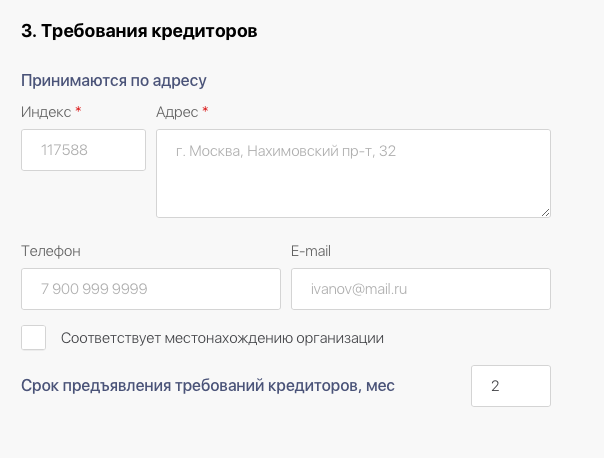 3. Требования кредиторов
Принимаются по адресу
Индекс * Адрес *
117588 г. Москва, Нахимовский пр-т, 32
Телефон E-mail
7 900 999 9999 ivanov@mail.ru
Соответствует местонахождению организации
Срок предъявления требований кредиторов, мес 2